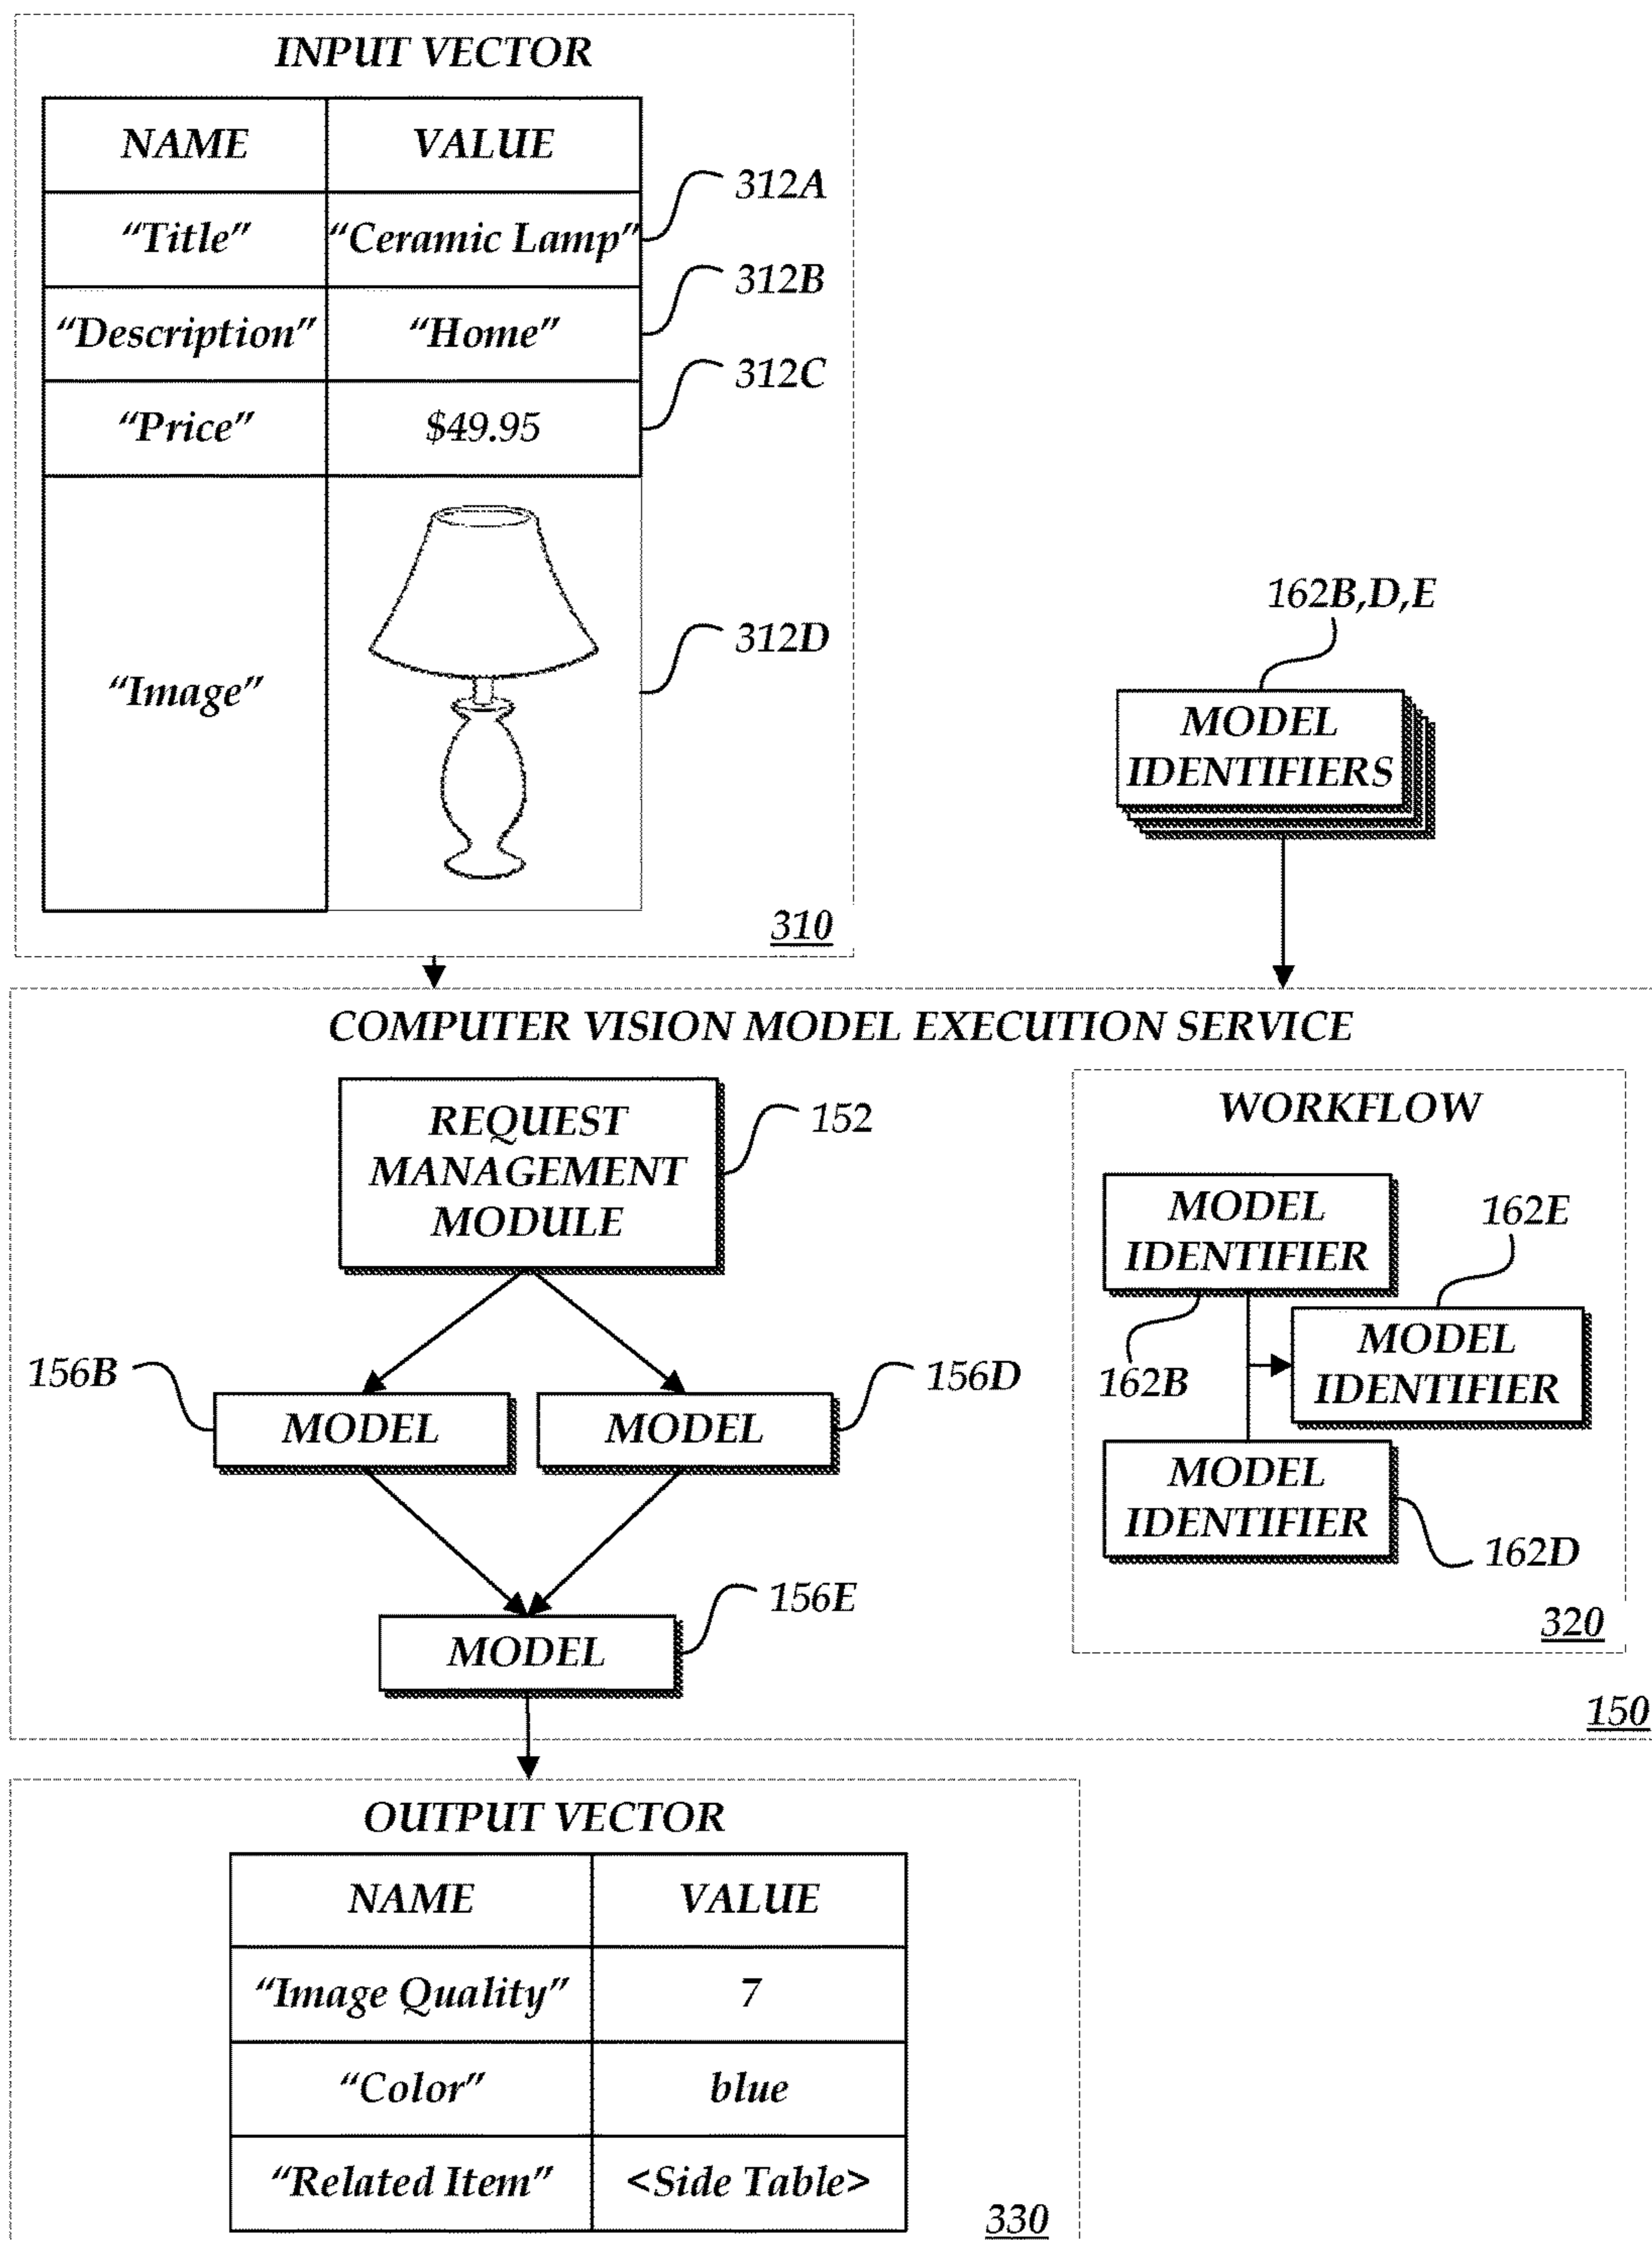 INPUT VECTOR
NAME VALUE
“Title” “Ceramic Lamp” 312A
“Description” “Home” 312B
“Price” $49.95 312C
“Image” 312D
310
162B,D,E
MODEL
IDENTIFIERS
COMPUTER VISION MODEL EXECUTION SERVICE
REQUEST
MANAGEMENT
MODULE
152
156B
MODEL
156D
MODEL
156E
MODEL
WORKFLOW
MODEL
IDENTIFIER
162B
162E
MODEL
IDENTIFIER
MODEL
IDENTIFIER
162D
320
150
OUTPUT VECTOR
NAME VALUE
“Image Quality” 7
“Color” blue
“Related Item” <Side Table>
330